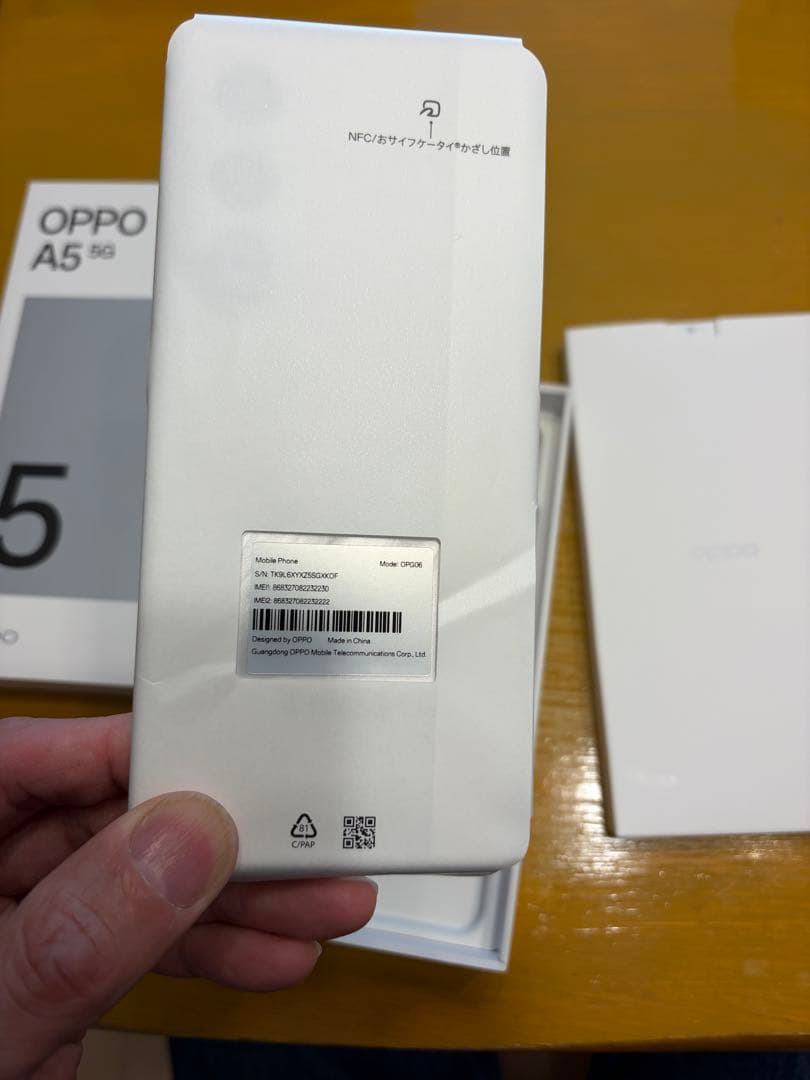 NFC/おサイフケータイ®かざし位置
OPPO
A5 5G
5
Mobile Phone Model: OPG06
S/N: TK9L6XYXZ5SGXKOF
IMEI1: 868327082232230
IMEI2: 868327082232222
Designed by OPPO Made in China
Guangdong OPPO Mobile Telecommunications Corp., Ltd.
81
C/PAP